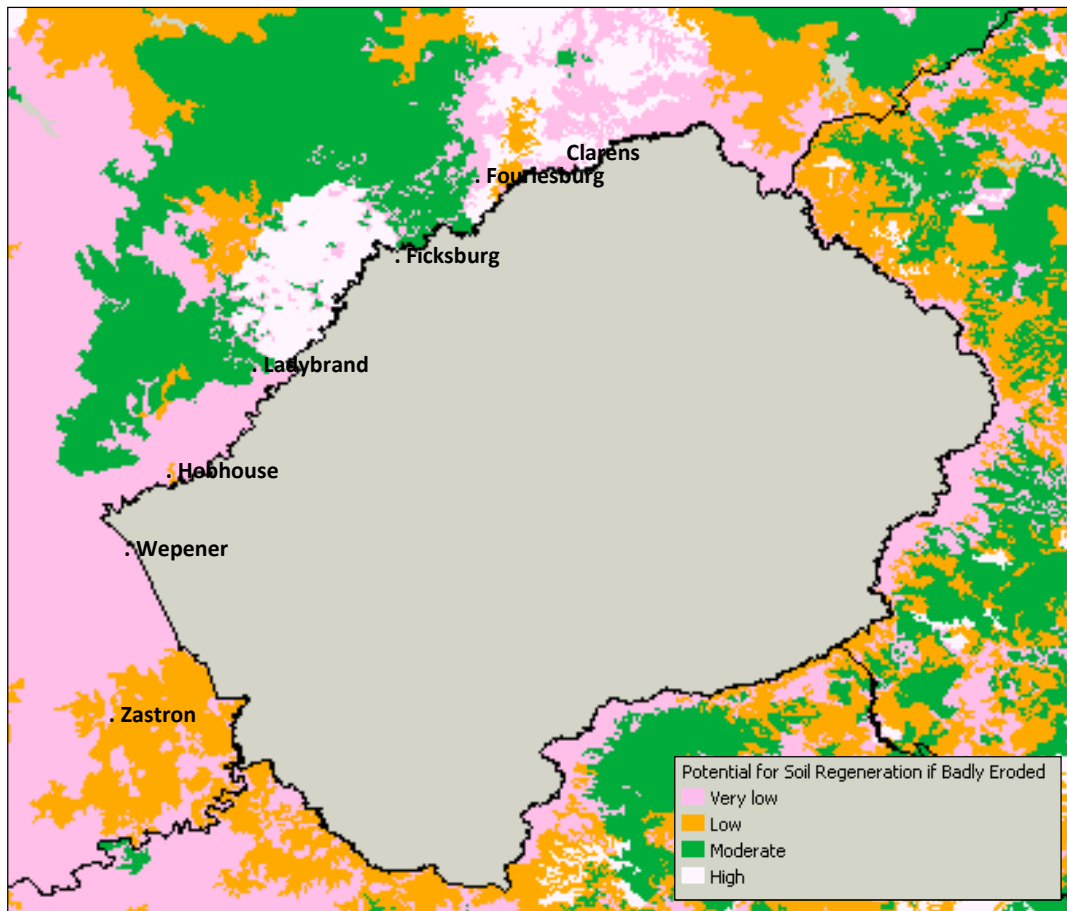 Clarens
. Fouriesburg
. Ficksburg
. Ladybrand
. Hobhouse
. Wepener
. Zastron
Potential for Soil Regeneration if Badly Eroded
Very low
Low
Moderate
High